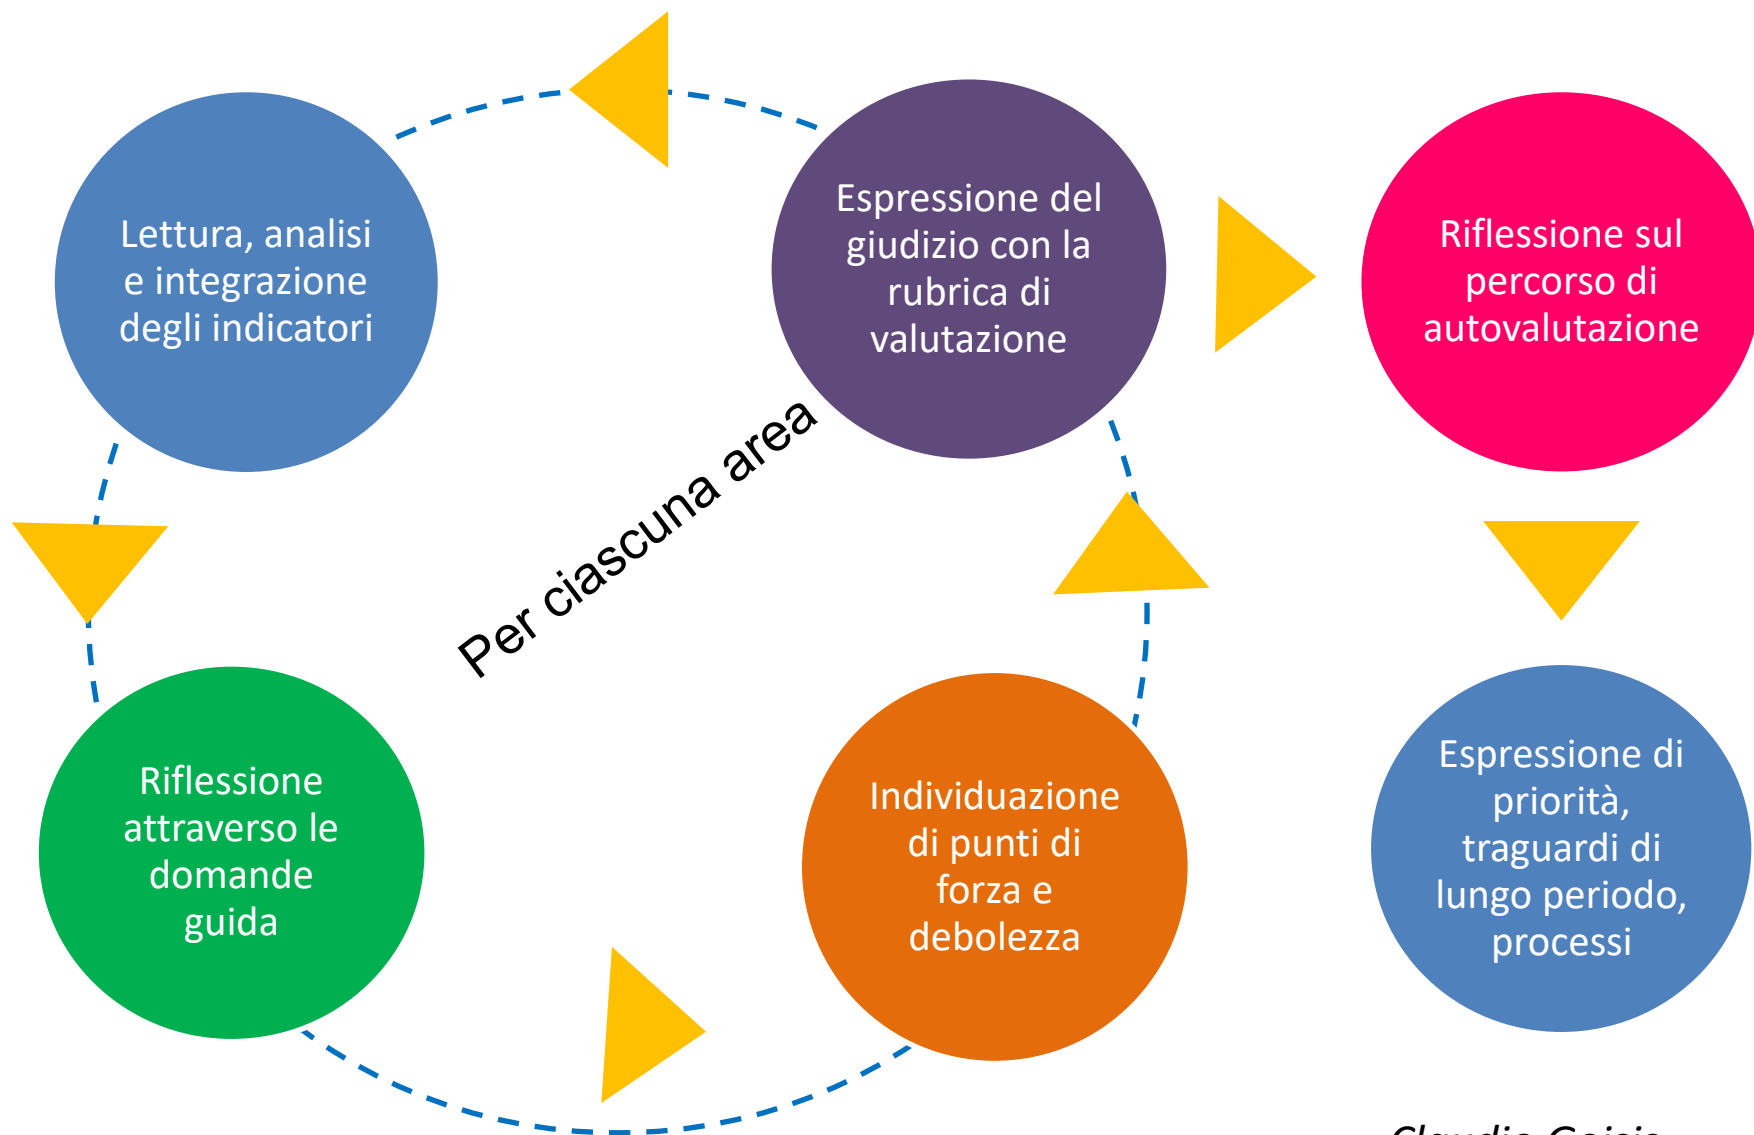 Lettura, analisi
e integrazione
degli indicatori
Espressione del
giudizio con la
rubrica di
valutazione
Riflessione sul
percorso di
autovalutazione
Per ciascuna area
Riflessione
attraverso le
domande
guida
Individuazione
di punti di
forza e
debolezza
Espressione di
priorità,
traguardi di
lungo periodo,
processi
Claudio Goisis